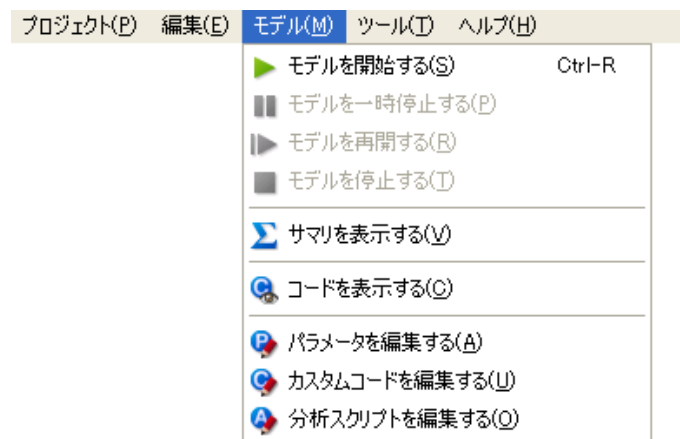 プロジェクト(P) 編集(E) モデル(M) ツール(T) ヘルプ(H)
モデルを開始する(S) Ctrl-R
モデルを一時停止する(P)
モデルを再開する(R)
モデルを停止する(T)
サマリを表示する(V)
コードを表示する(C)
パラメータを編集する(A)
カスタムコードを編集する(U)
分析スクリプトを編集する(O)